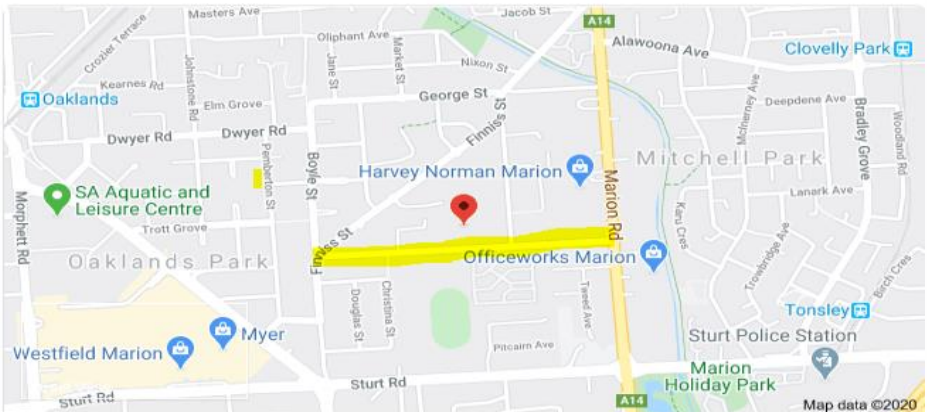 Masters Ave
Jacob St
A14
Crozier Terrace
Oliphant Ave
Market St
Jane St
Johnstone Rd
Nixon St
Alawoona Ave
Clovelly Park
Kearnes Rd
Oaklands
Elm Grove
George St
Deepdene Ave
McInerney Ave
Bradley Grove
Woodland Rd
Dwyer Rd
Dwyer Rd
Finniss St
Pemberton St
Boyle St
Harvey Norman Marion
Mitchell Park
Marion Rd
SA Aquatic and
Leisure Centre
Lanark Ave
Morphett Rd
Trott Grove
Karu Cres
Trowbridge Ave
Finniss St
Oaklands Park
Officeworks Marion
Birch Cres
Douglas St
Christina St
Tweed Ave
Tonsley
Myer
Westfield Marion
Pitcairn Ave
Sturt Police Station
Sturt Rd
Marion
Holiday Park
Sturt Rd
A14
Map data ©2020